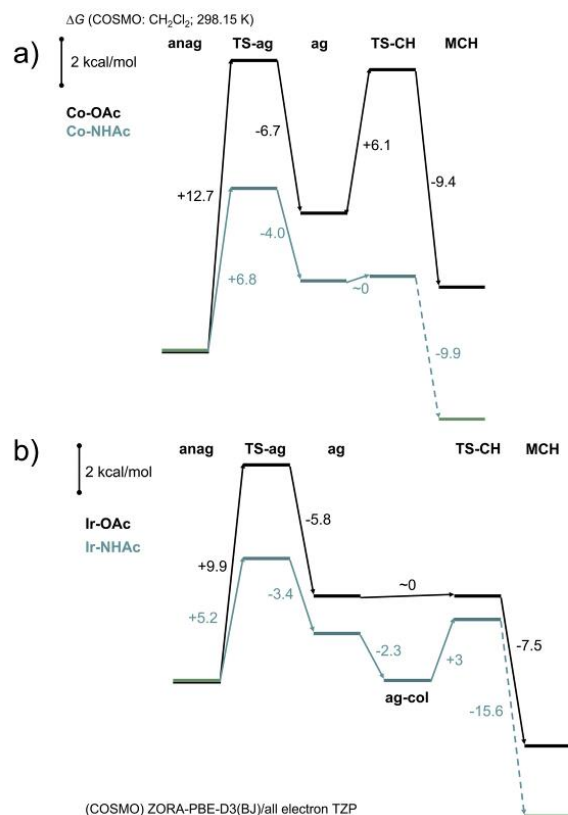 ΔG (COSMO: CH₂Cl₂; 298.15 K)
2 kcal/mol
a)
anag TS-ag ag TS-CH MCH
Co-OAc
Co-NHAc
-6.7
+6.1
+12.7
-9.4
-4.0
+6.8
~0
-9.9
b)
2 kcal/mol
anag TS-ag ag TS-CH MCH
Ir-OAc
Ir-NHAc
-5.8
+9.9
~0
+5.2
-3.4
-2.3
+3
-7.5
ag-col
-15.6
(COSMO) ZORA-PBE-D3(BJ)/all electron TZP